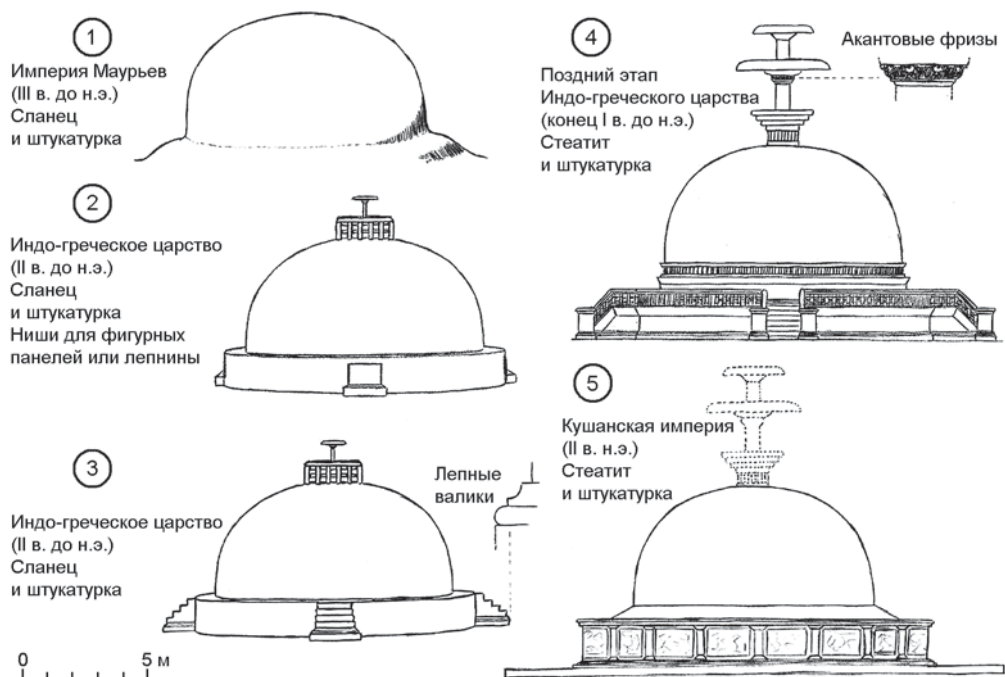 1
Империя Маурьев
(III в. до н.э.)
Сланец
и штукатурка
2
Индо-греческое царство
(II в. до н.э.)
Сланец
и штукатурка
Ниши для фигурных
панелей или лепнины
3
Индо-греческое царство
(II в. до н.э.)
Сланец
и штукатурка
Лепные
валики
0 5 м
4
Поздний этап
Индо-греческого царства
(конец I в. до н.э.)
Стеатит
и штукатурка
Акантовые фризы
5
Кушанская империя
(II в. н.э.)
Стеатит
и штукатурка